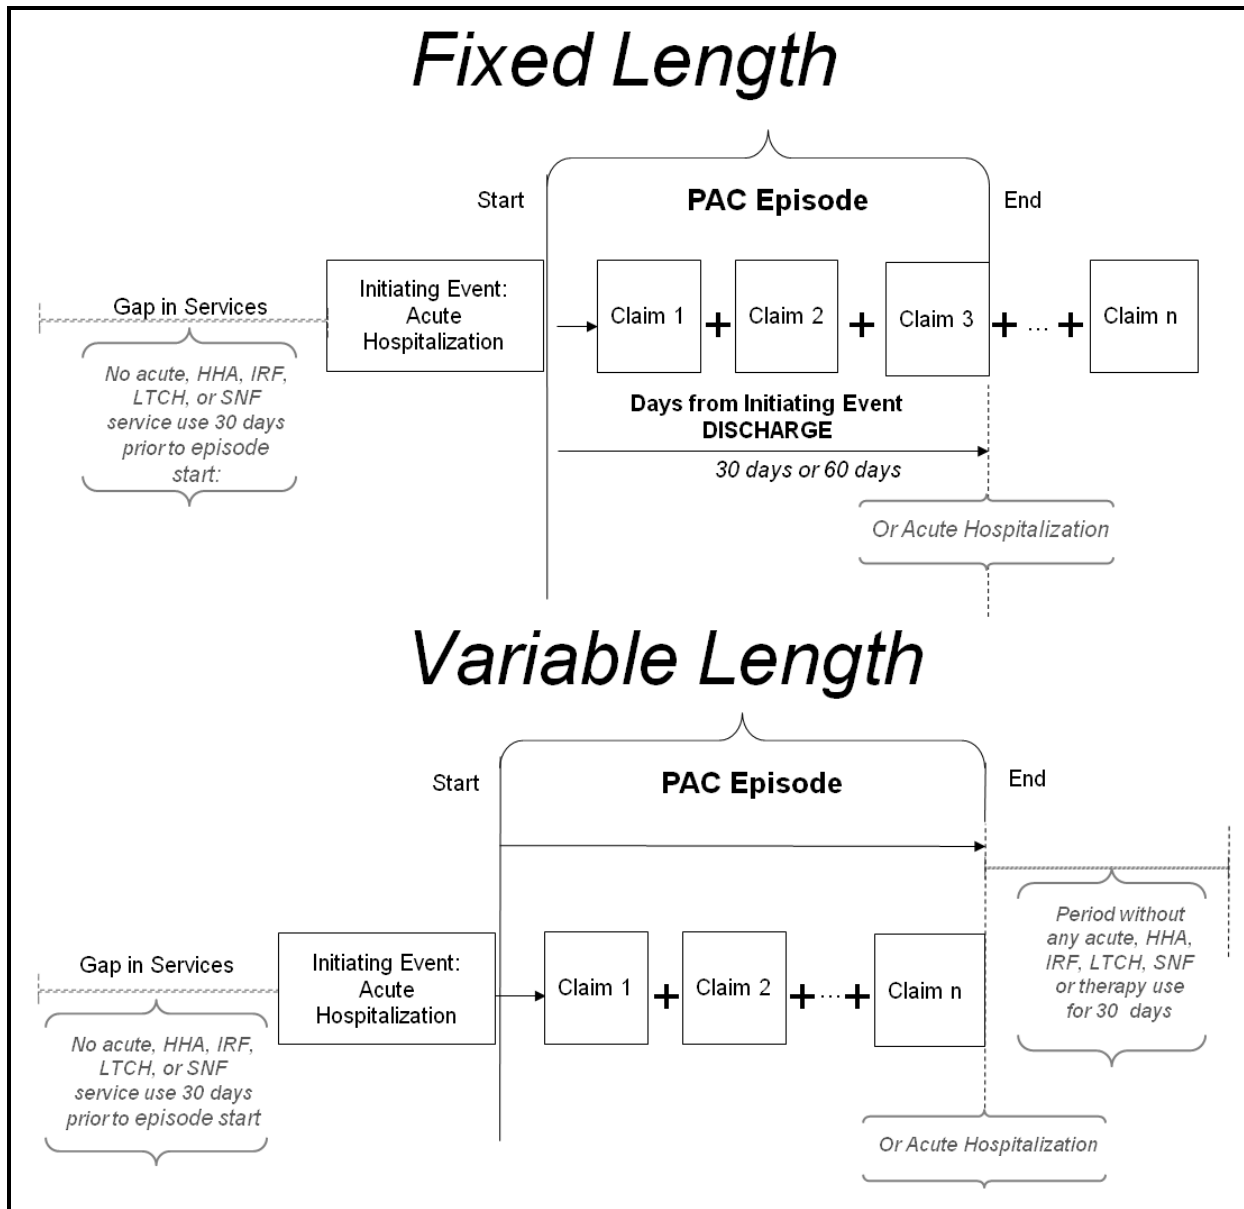 Fixed Length
Start
PAC Episode
End
Gap in Services
Initiating Event:
Acute
Hospitalization
Claim 1
+
Claim 2
+
Claim 3
+ ... +
Claim n
No acute, HHA, IRF,
LTCH, or SNF
service use 30 days
prior to episode
start:
Days from Initiating Event
DISCHARGE
30 days or 60 days
Or Acute Hospitalization
Variable Length
Start
PAC Episode
End
Gap in Services
Initiating Event:
Acute
Hospitalization
Claim 1
+
Claim 2
+ ... +
Claim n
Period without
any acute, HHA,
IRF, LTCH, SNF
or therapy use
for 30 days
No acute, HHA, IRF,
LTCH, or SNF
service use 30 days
prior to episode start
Or Acute Hospitalization